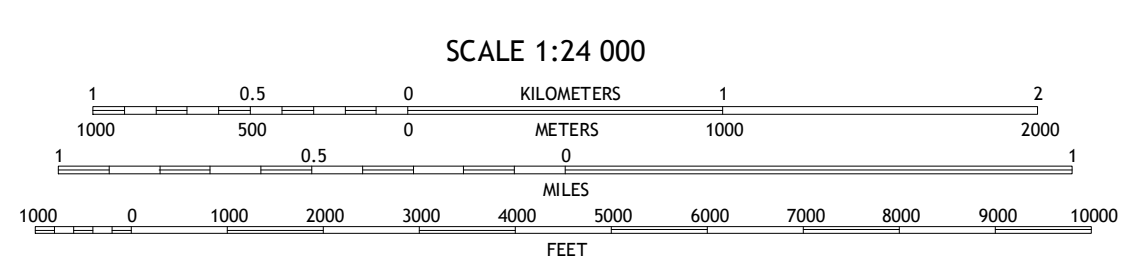 SCALE 1:24 000
1 0.5 0 KILOMETERS 1 2
1000 500 0 METERS 1000 2000
1 0.5 0 1
MILES
1000 0 1000 2000 3000 4000 5000 6000 7000 8000 9000 10000
FEET